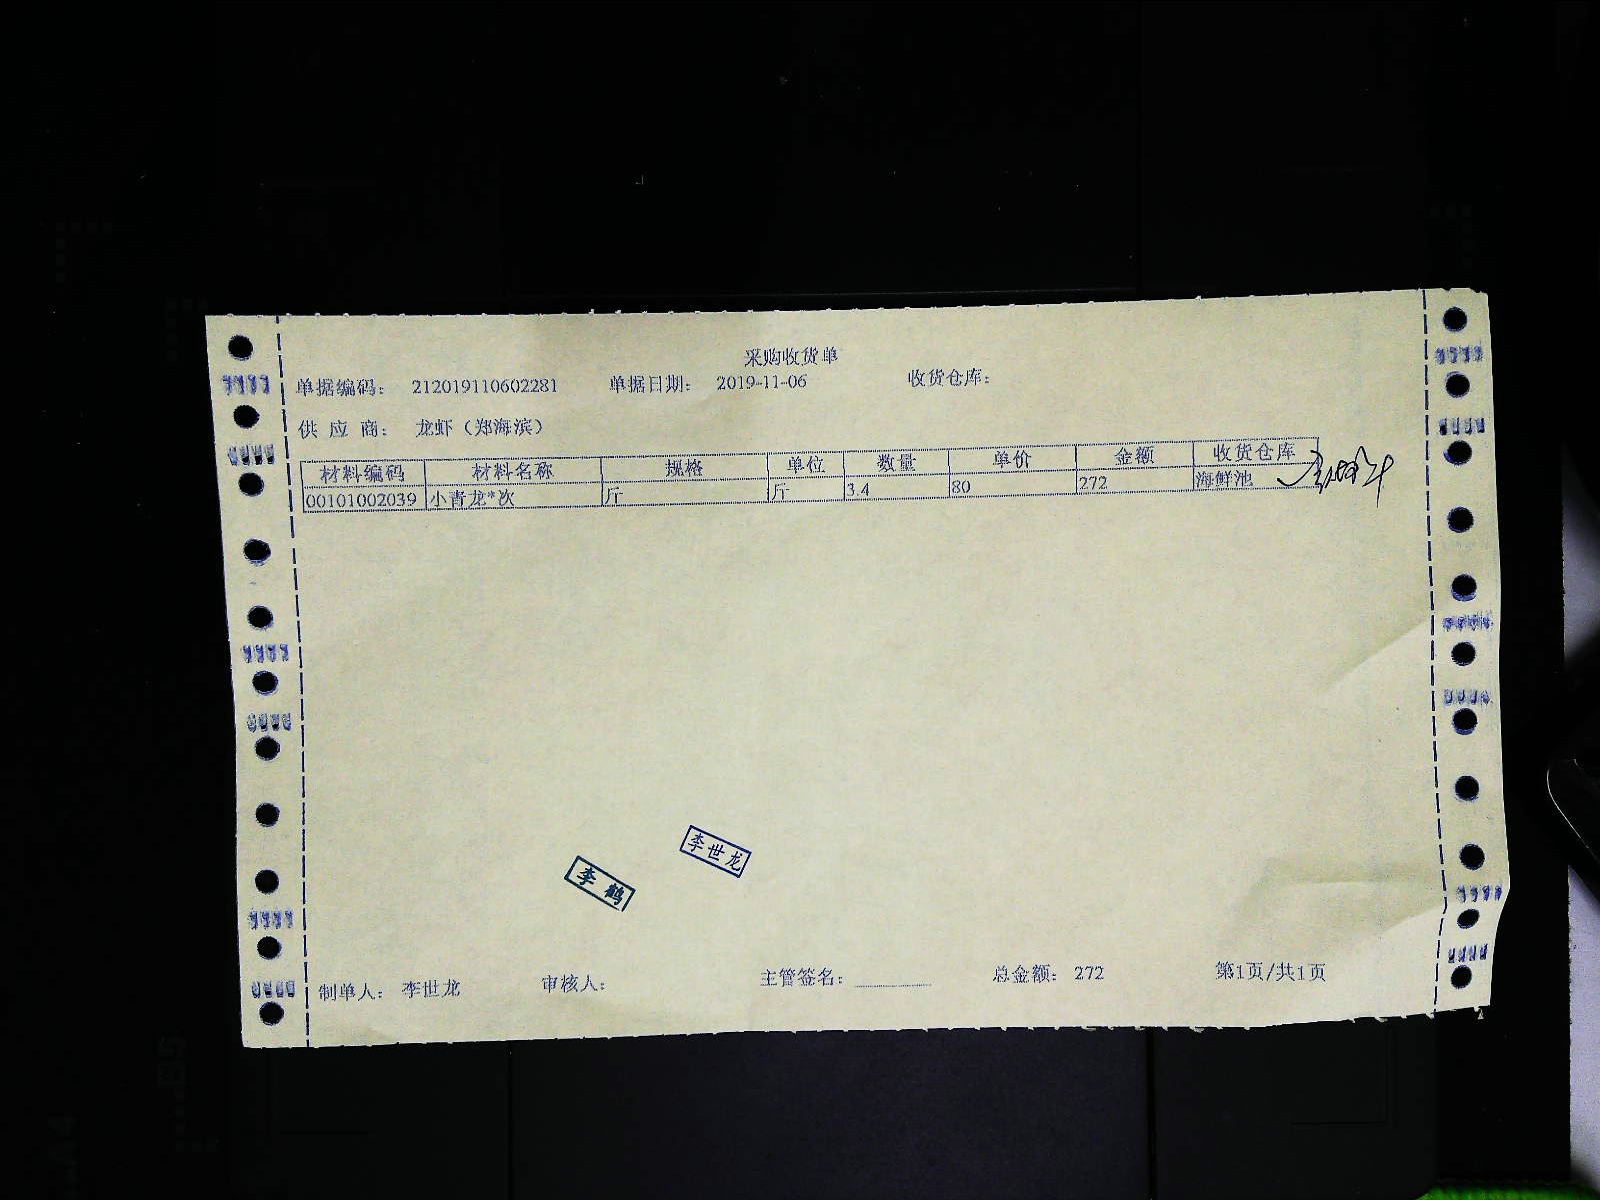 采购收货单
单据编码： 212019110602281 单据日期： 2019-11-06 收货仓库：
供 应 商： 龙虾（郑海滨）
材料编码 材料名称 规格 单位 数量 单价 金额 收货仓库
00101002039 小青龙*次 斤 斤 3.4 80 272 海鲜池
李世龙
李鹤
制单人： 李世龙 审核人： 主管签名： 总金额： 272 第1页/共1页